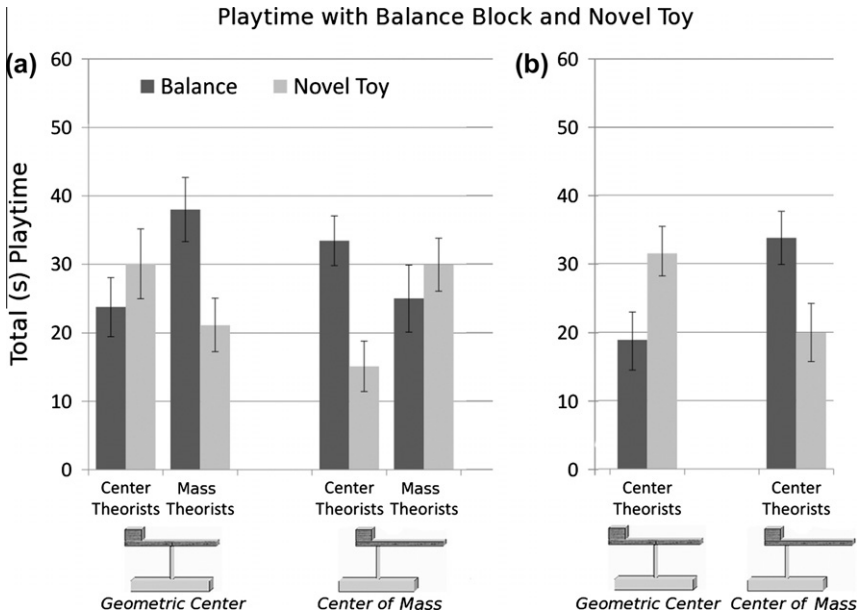 Playtime with Balance Block and Novel Toy
(a)
Total (s) Playtime
60
50
40
30
20
10
0
Balance
Novel Toy
Center
Theorists
Mass
Theorists
Center
Theorists
Mass
Theorists
Geometric Center
Center of Mass
(b)
60
50
40
30
20
10
0
Center
Theorists
Center
Theorists
Geometric Center
Center of Mass